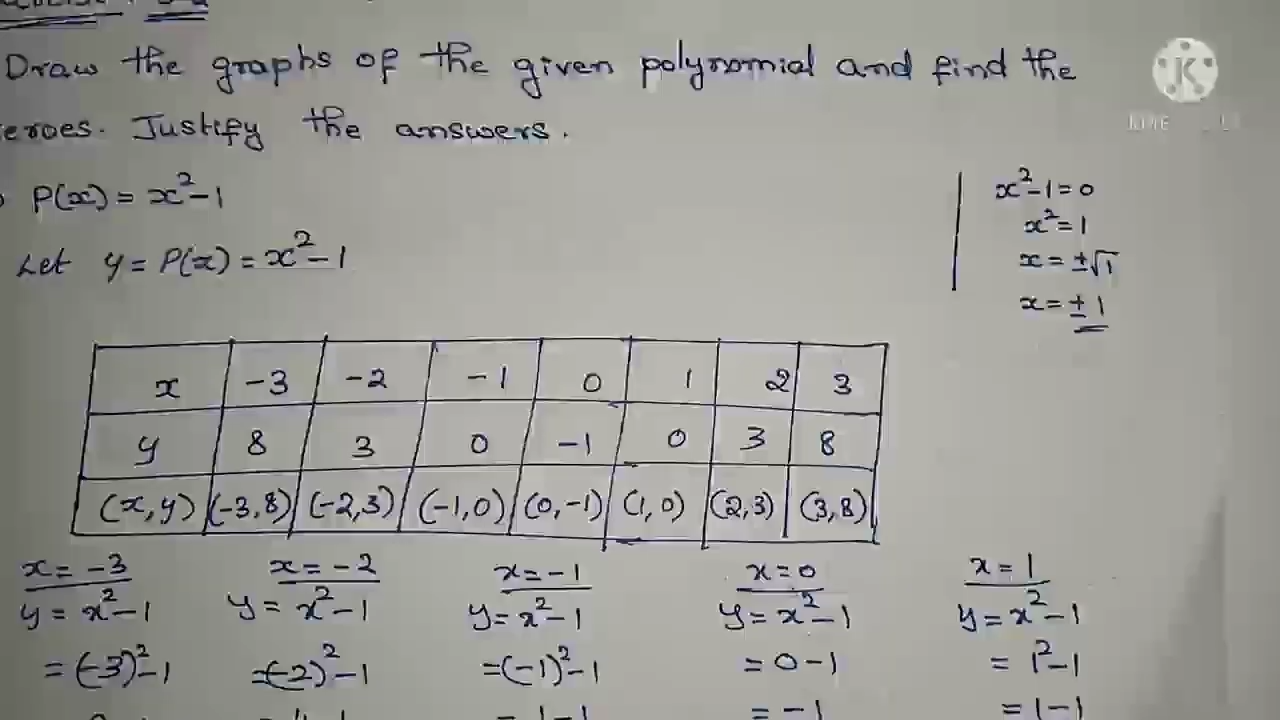 Draw the graphs of the given polynomial and find the
eroes. Justify the answers.
P(x) = x²-1
Let y = P(x) = x²-1
x²-1=0
x²=1
x=±√1
x=±1
x -3 -2 -1 0 1 2 3
y 8 3 0 -1 0 3 8
(x,y) (-3,8) (-2,3) (-1,0) (0,-1) (1,0) (2,3) (3,8)
x=-3 x=-2 x=-1 x=0 x=1
y=x²-1 y=x²-1 y=x²-1 y=x²-1 y=x²-1
=(-3)²-1 =(-2)²-1 =(-1)²-1 =0-1 =1²-1
=1-1 =-1 =1-1